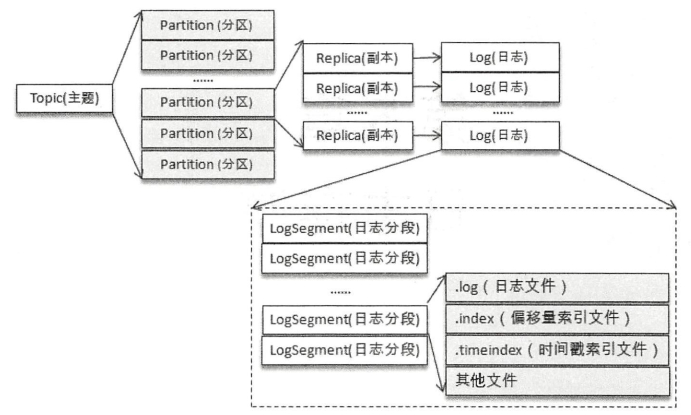 Topic(主题)
Partition (分区)
Partition (分区)
......
Partition (分区)
Partition (分区)
Partition (分区)
Replica(副本)
Replica(副本)
......
Replica(副本)
Log(日志)
Log(日志)
......
Log(日志)
LogSegment(日志分段)
LogSegment(日志分段)
......
LogSegment(日志分段)
LogSegment(日志分段)
.log（日志文件）
.index（偏移量索引文件）
.timeindex（时间戳索引文件）
其他文件